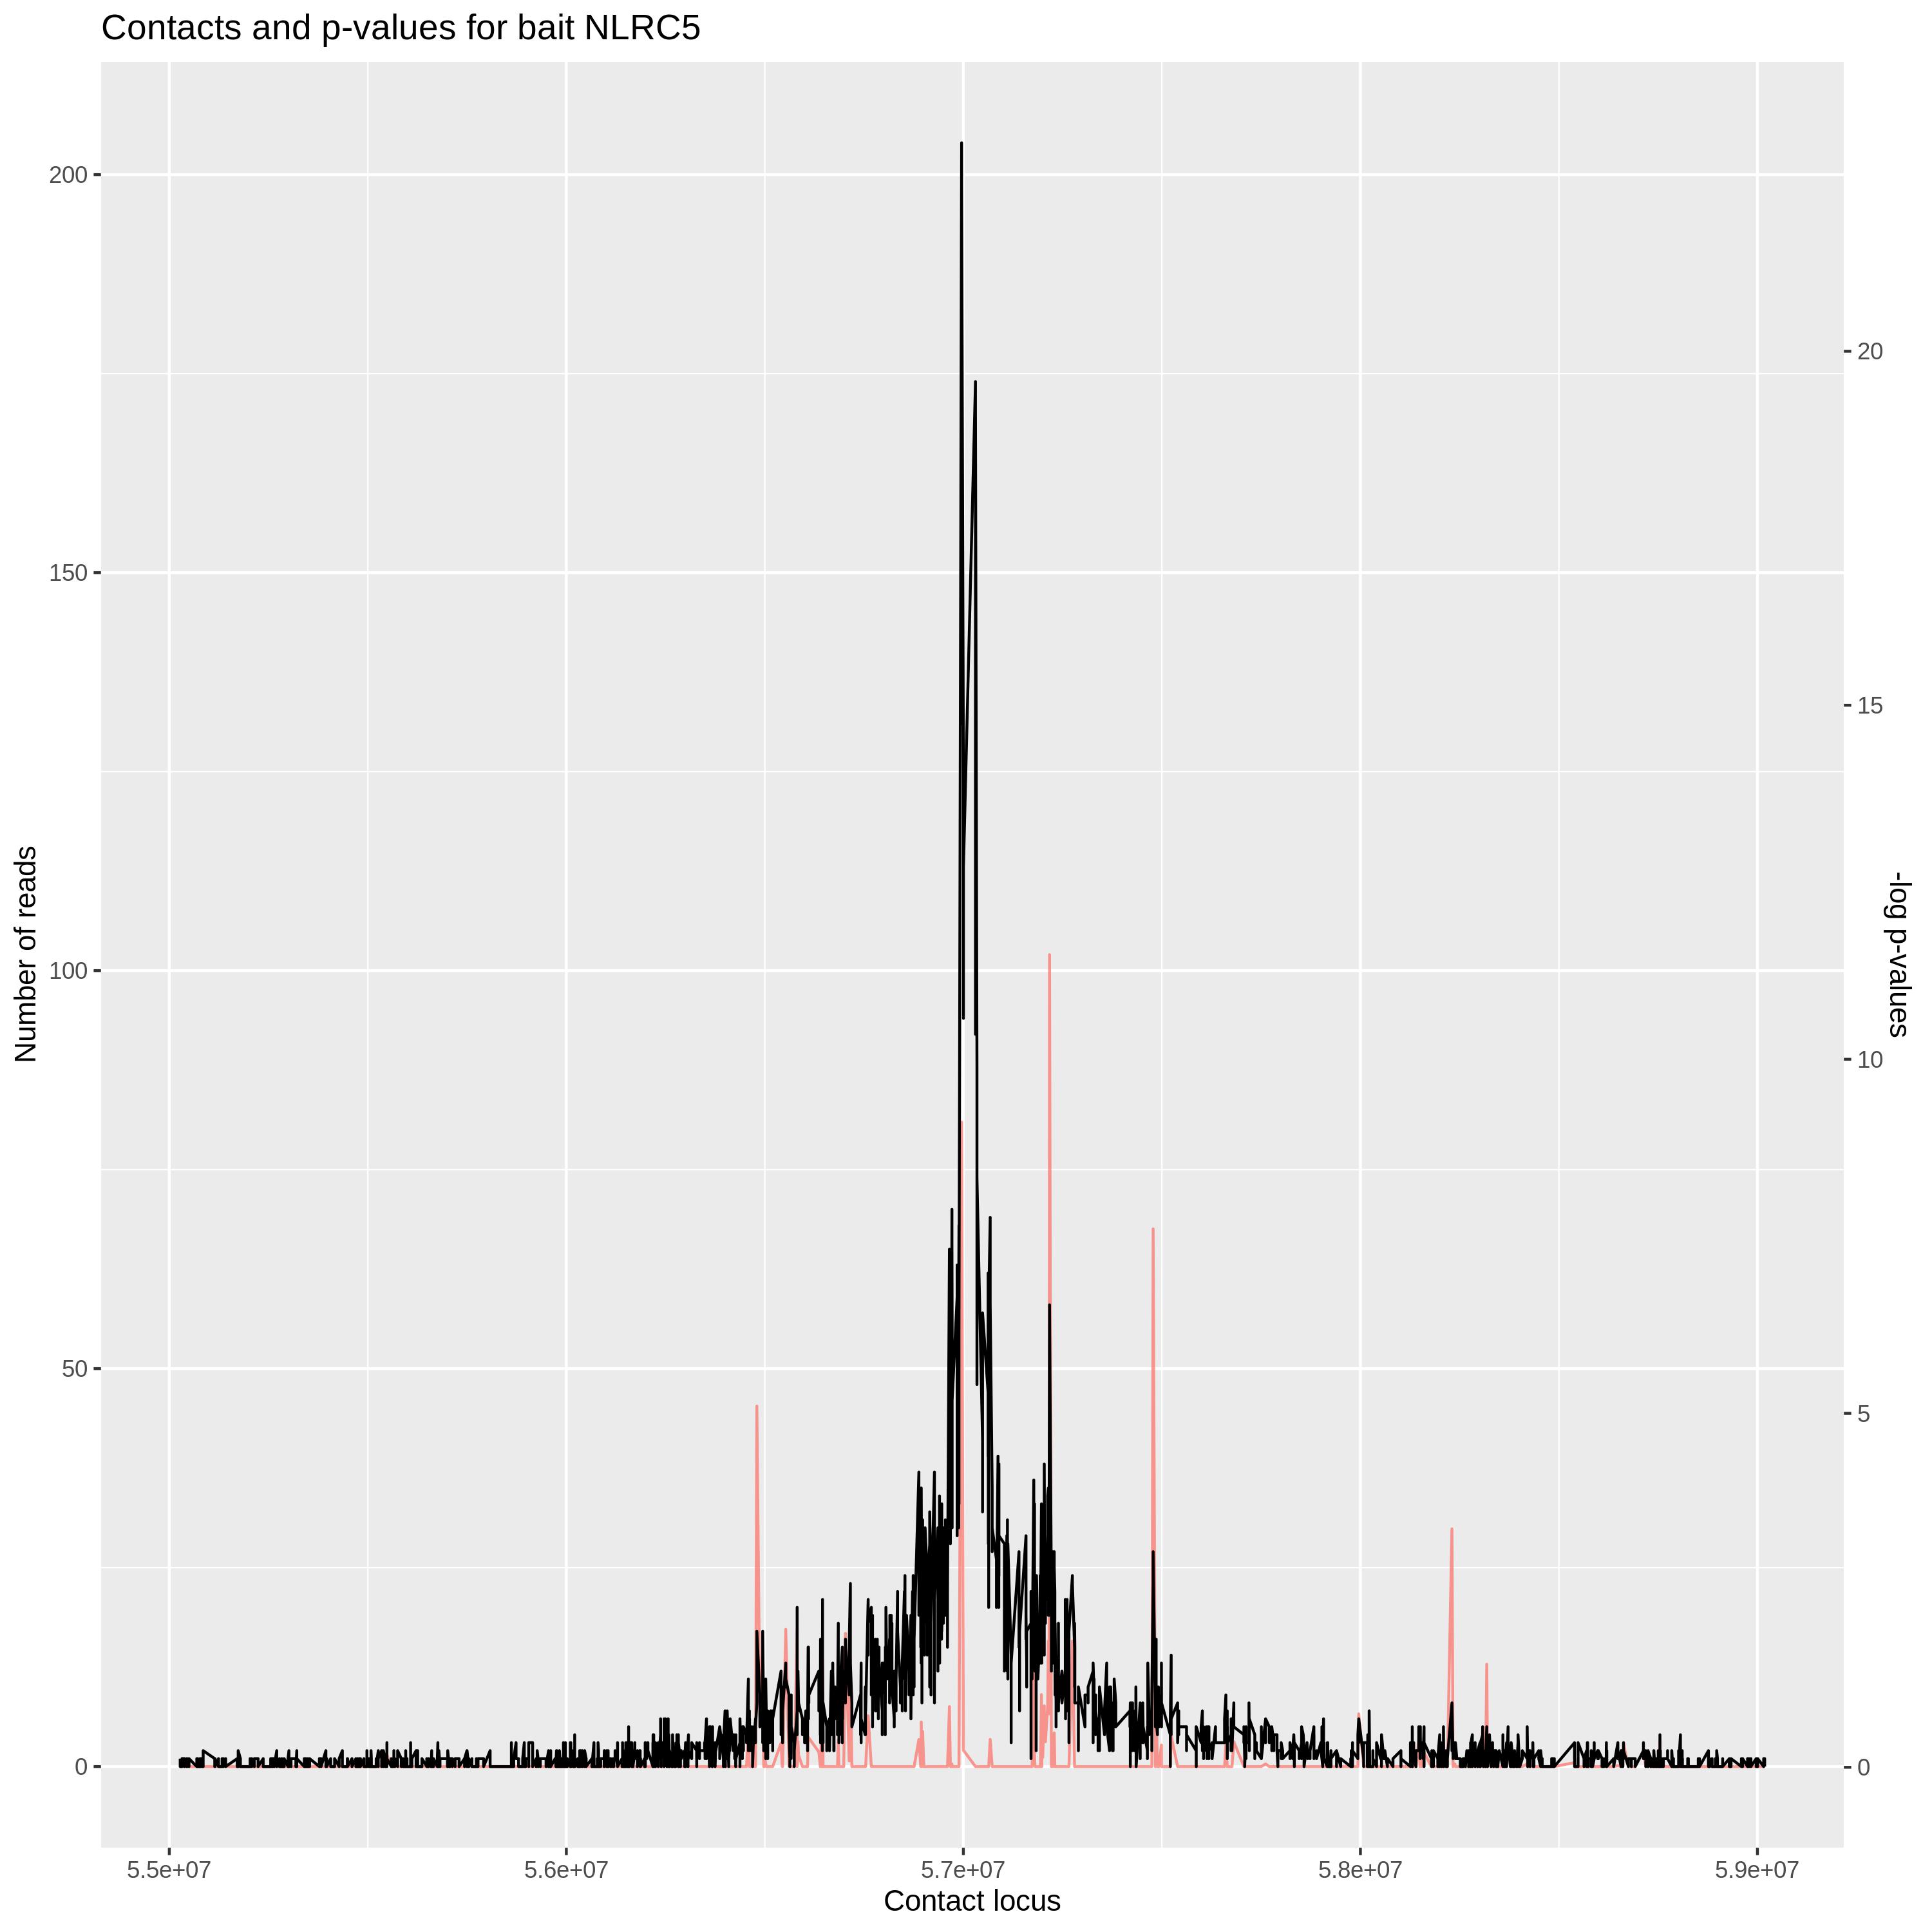 Contacts and p-values for bait NLRC5
200
150
100
50
0
Number of reads
20
15
10
5
0
-log p-values
5.5e+07 5.6e+07 5.7e+07 5.8e+07 5.9e+07
Contact locus